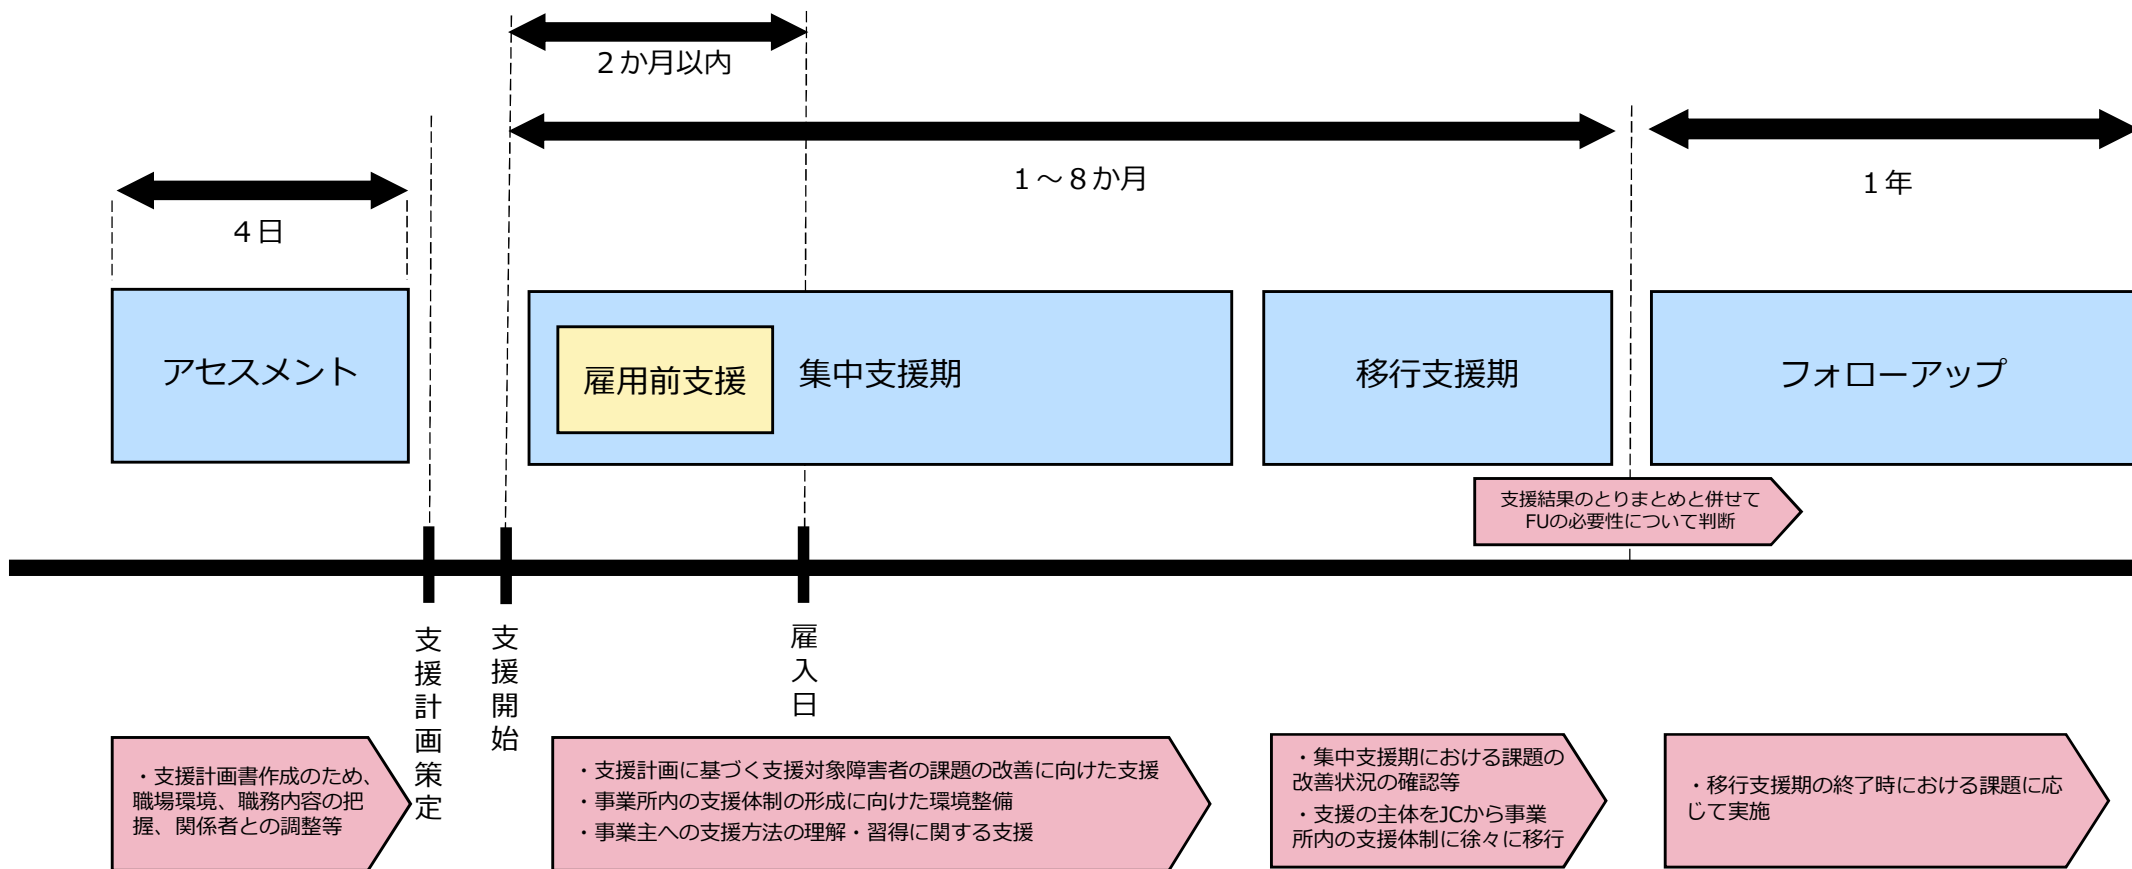 ２か月以内
１～８か月
１年
４日
アセスメント
雇用前支援
集中支援期
移行支援期
フォローアップ
支援結果のとりまとめと併せて
FUの必要性について判断
支援計画策定
支援開始
雇入日
・支援計画書作成のため、
職場環境、職務内容の把
握、関係者との調整等
・支援計画に基づく支援対象障害者の課題の改善に向けた支援
・事業所内の支援体制の形成に向けた環境整備
・事業主への支援方法の理解・習得に関する支援
・集中支援期における課題の
改善状況の確認等
・支援の主体をJCから事業
所内の支援体制に徐々に移行
・移行支援期の終了時における課題に応
じて実施